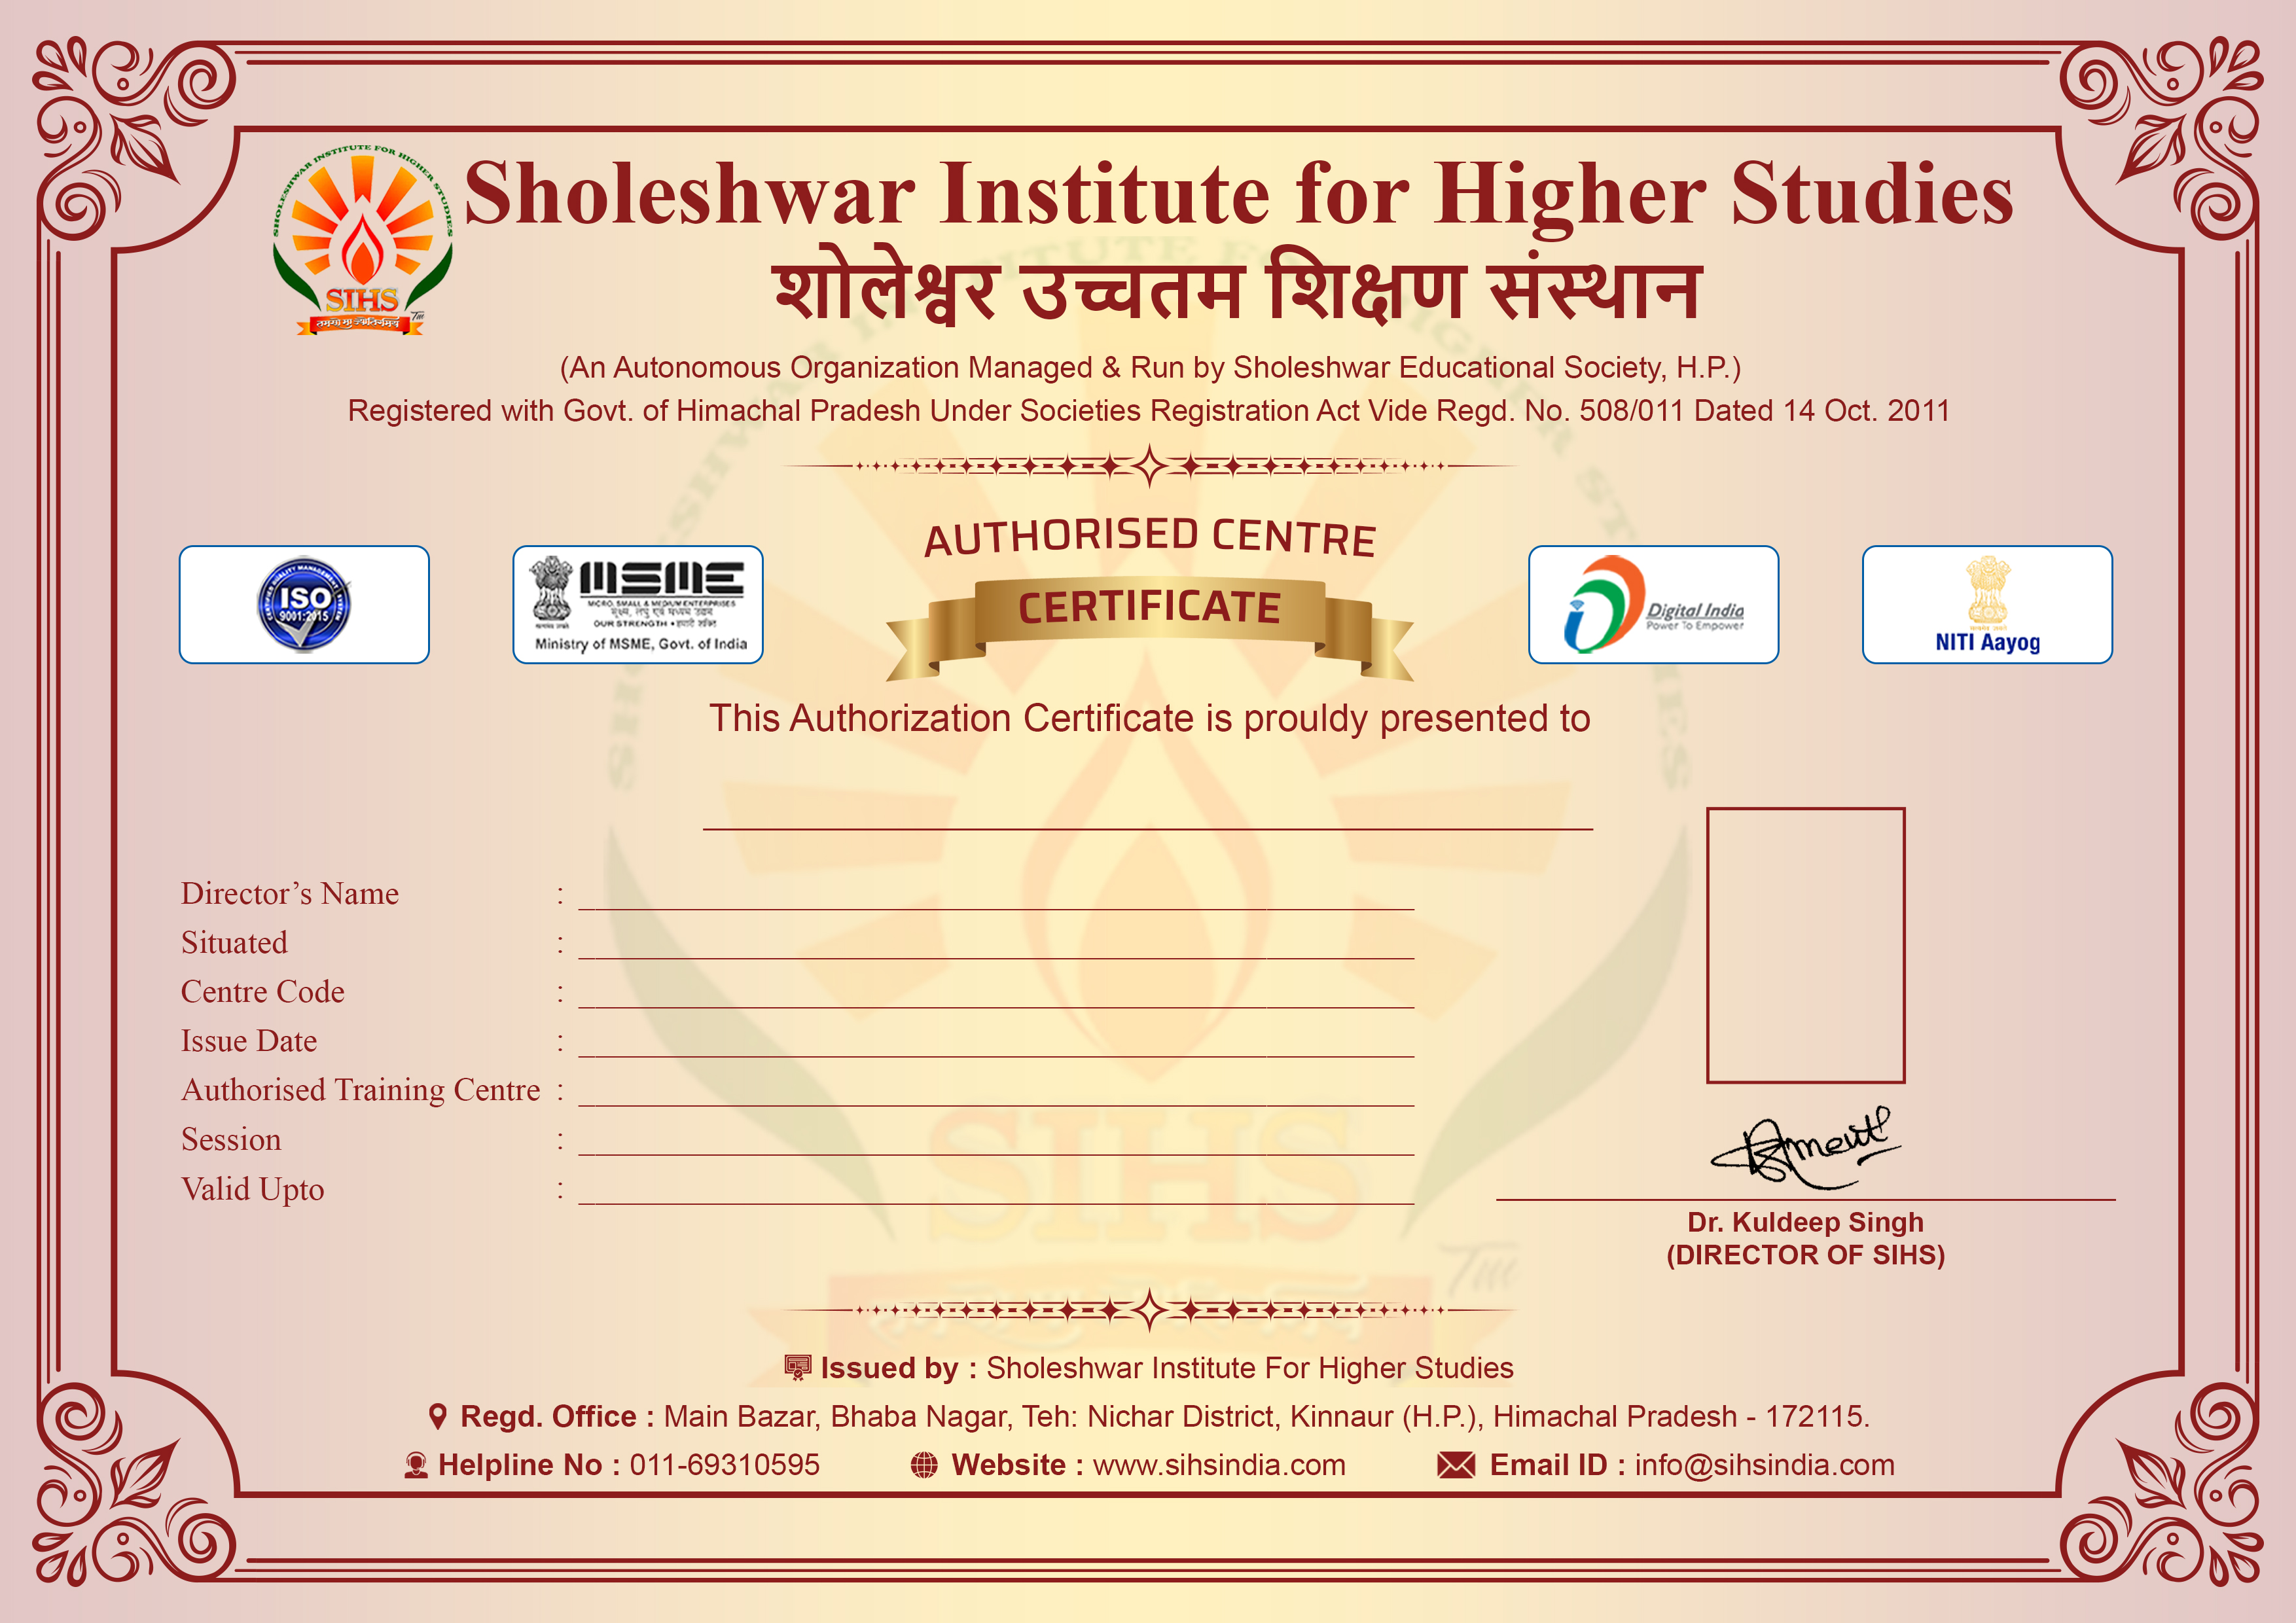 SHOLESHWAR INSTITUTE FOR HIGHER STUDIES
SIHS
तमसो मा ज्योतिर्गमय
Tm
Sholeshwar Institute for Higher Studies
शोलेश्वर उच्चतम शिक्षण संस्थान
(An Autonomous Organization Managed & Run by Sholeshwar Educational Society, H.P.)
Registered with Govt. of Himachal Pradesh Under Societies Registration Act Vide Regd. No. 508/011 Dated 14 Oct. 2011
AUTHORISED CENTRE
CERTIFICATE
QUALITY MANAGEMENT
ISO
9001:2015
MSME
MICRO, SMALL & MEDIUM ENTERPRISES
सूक्ष्म, लघु एवं मध्यम उद्यम
OUR STRENGTH • हमारी शक्ति
Ministry of MSME, Govt. of India
Digital India
Power To Empower
NITI Aayog
This Authorization Certificate is prouldy presented to
Director’s Name :
Situated :
Centre Code :
Issue Date :
Authorised Training Centre :
Session :
Valid Upto :
Dr. Kuldeep Singh
(DIRECTOR OF SIHS)
Issued by : Sholeshwar Institute For Higher Studies
Regd. Office : Main Bazar, Bhaba Nagar, Teh: Nichar District, Kinnaur (H.P.), Himachal Pradesh - 172115.
Helpline No : 011-69310595 Website : www.sihsindia.com Email ID : info@sihsindia.com